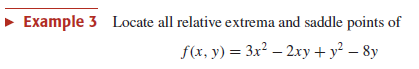 ► Example 3 Locate all relative extrema and saddle points of
f(x, y) = 3x² − 2xy + y² − 8y